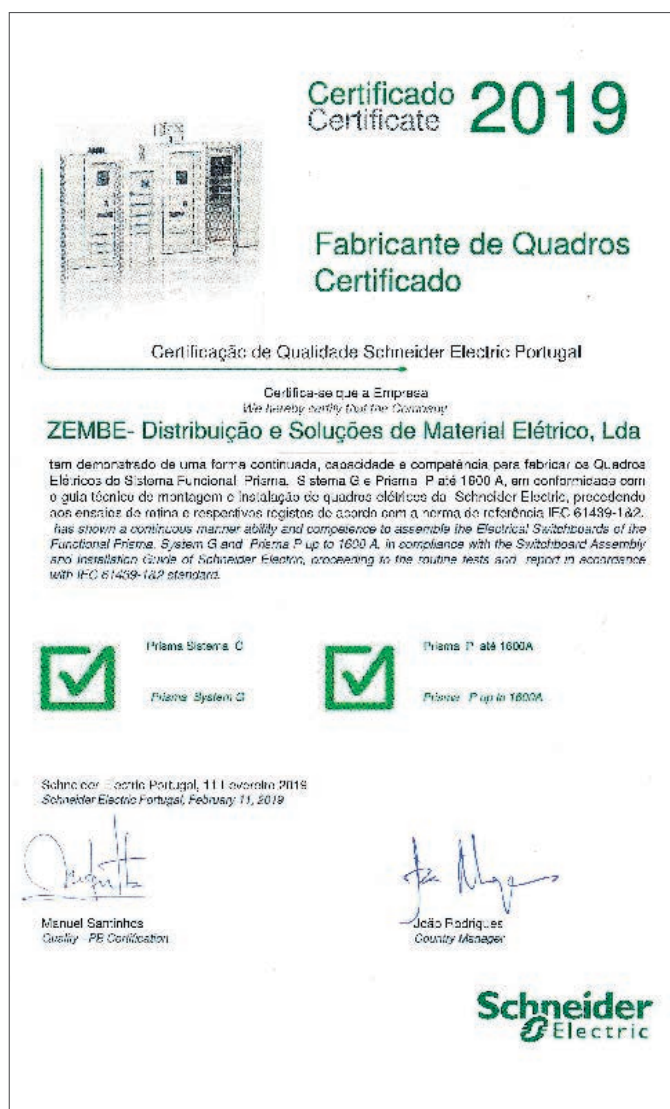 Certificado 2019
Certificate
Fabricante de Quadros
Certificado
Certificação de Qualidade Schneider Electric Portugal
Certifica-se que a Empresa
We hereby certify that the Company
ZEMBE- Distribuição e Soluções de Material Elétrico, Lda
tem demonstrado de uma forma continuada, capacidade e competência para fabricar os Quadros
Elétricos do Sistema Funcional Prisma, Sistema G e Prisma P até 1600 A, em conformidade com
o guia técnico de montagem e instalação de quadros elétricos da Schneider Electric, procedendo
aos ensaios de rotina e respectivos registos de acordo com a norma de referência IEC 61439-1&2.
has shown a continuous manner ability and competence to assemble the Electrical Switchboards of the
Functional Prisma, System G and Prisma P up to 1600 A, in compliance with the Switchboard Assembly
and Installation Guide of Schneider Electric, proceeding to the routine tests and report in accordance
with IEC 61439-1&2 standard.
Prisma Sistema G
Prisma System G
Prisma P até 1600A
Prisma P up to 1600A
Schneider Electric Portugal, 11 Fevereiro 2019
Schneider Electric Portugal, February 11, 2019
Manuel Santinhos
Quality - PB Certification
João Rodrigues
Country Manager
Schneider
Electric